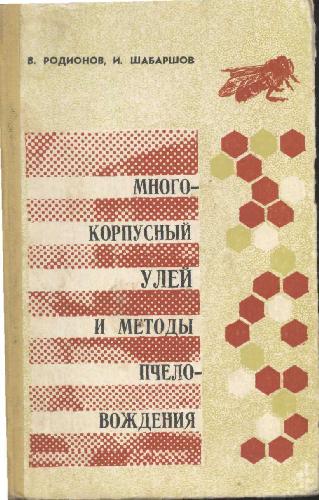 В. РОДИОНОВ, И. ШАБАРШОВ
МНОГО-
КОРПУСНЫЙ
УЛЕЙ
И МЕТОДЫ
ПЧЕЛО-
ВОЖДЕНИЯ